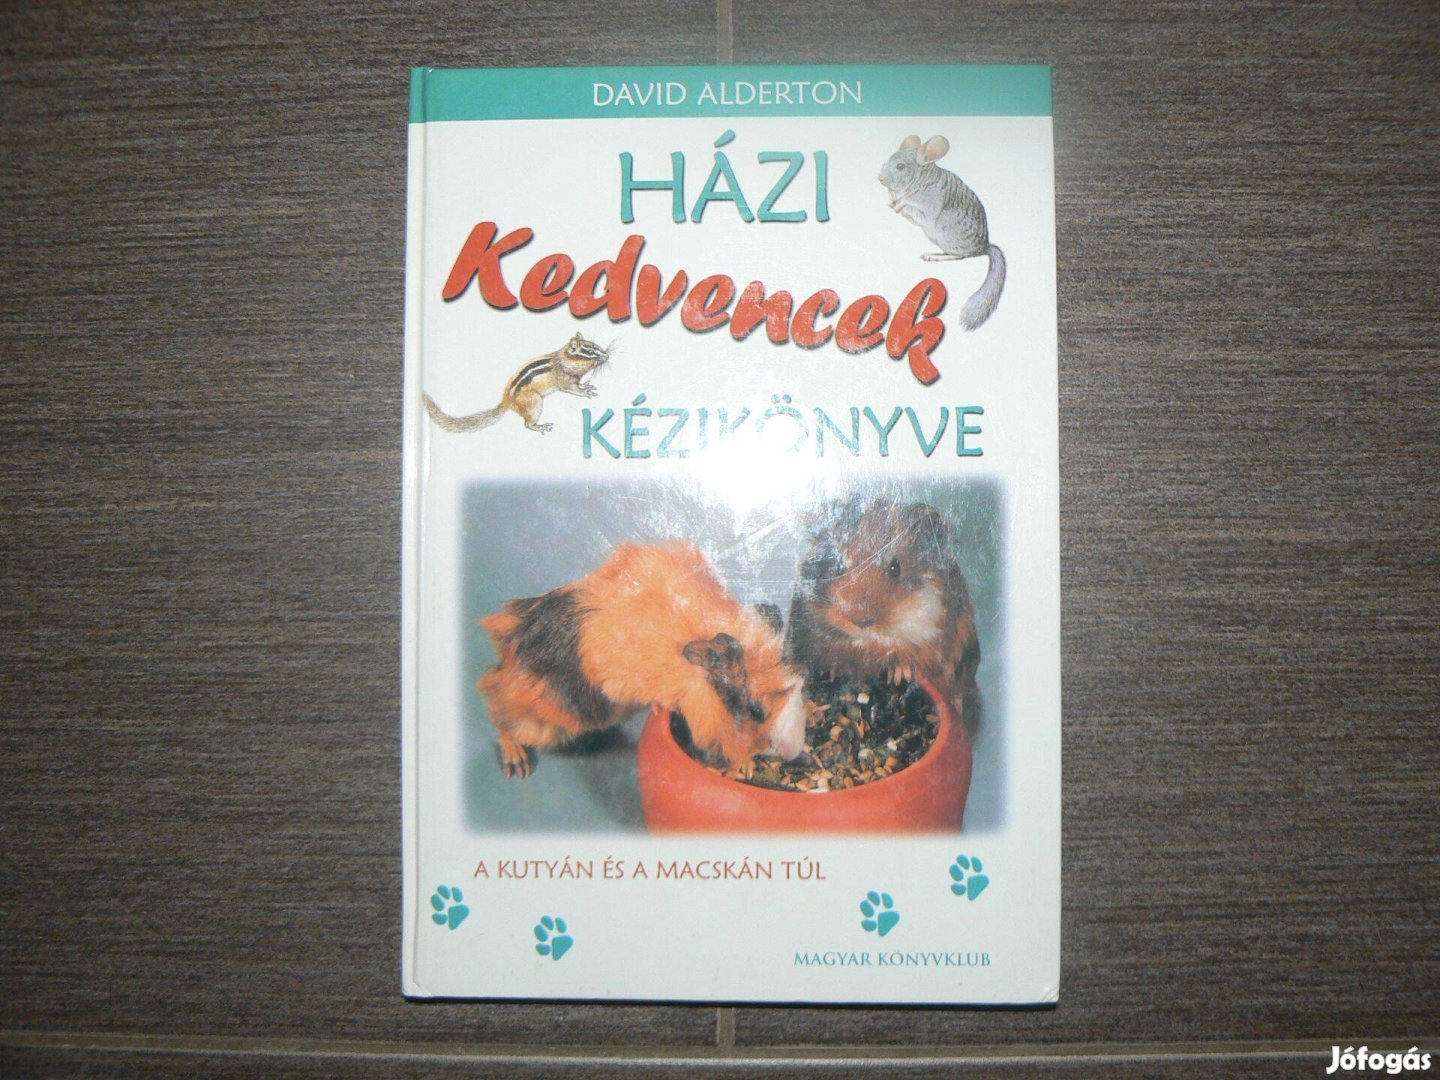 DAVID ALDERTON
HÁZI
Kedvencek
KÉZIKÖNYVE
A KUTYÁN ÉS A MACSKÁN TÚL
MAGYAR KÖNYVKLUB
Jófogás